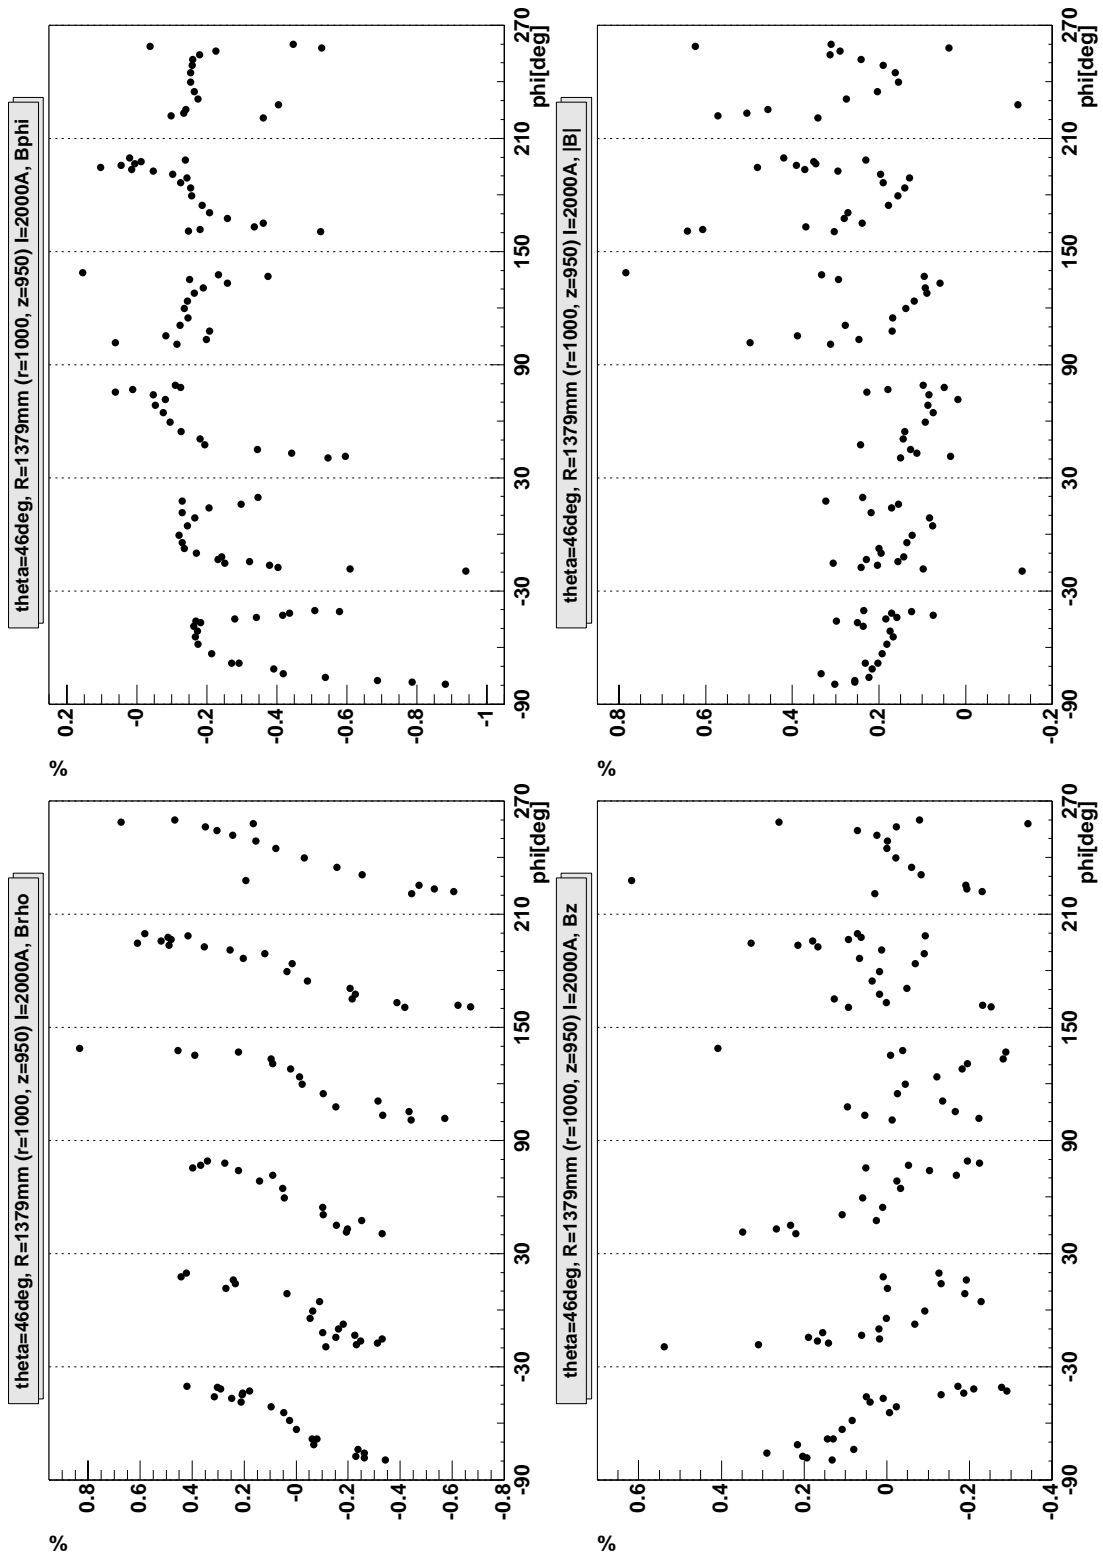 theta=46deg, R=1379mm (r=1000, z=950) I=2000A, Brho
%
0.8
0.6
0.4
0.2
-0
-0.2
-0.4
-0.6
-0.8
-90 -30 30 90 150 210 270
phi[deg]
theta=46deg, R=1379mm (r=1000, z=950) I=2000A, Bphi
%
0.2
-0
-0.2
-0.4
-0.6
-0.8
-1
-90 -30 30 90 150 210 270
phi[deg]
theta=46deg, R=1379mm (r=1000, z=950) I=2000A, Bz
%
0.6
0.4
0.2
0
-0.2
-0.4
-90 -30 30 90 150 210 270
phi[deg]
theta=46deg, R=1379mm (r=1000, z=950) I=2000A, |B|
%
0.8
0.6
0.4
0.2
0
-0.2
-90 -30 30 90 150 210 270
phi[deg]